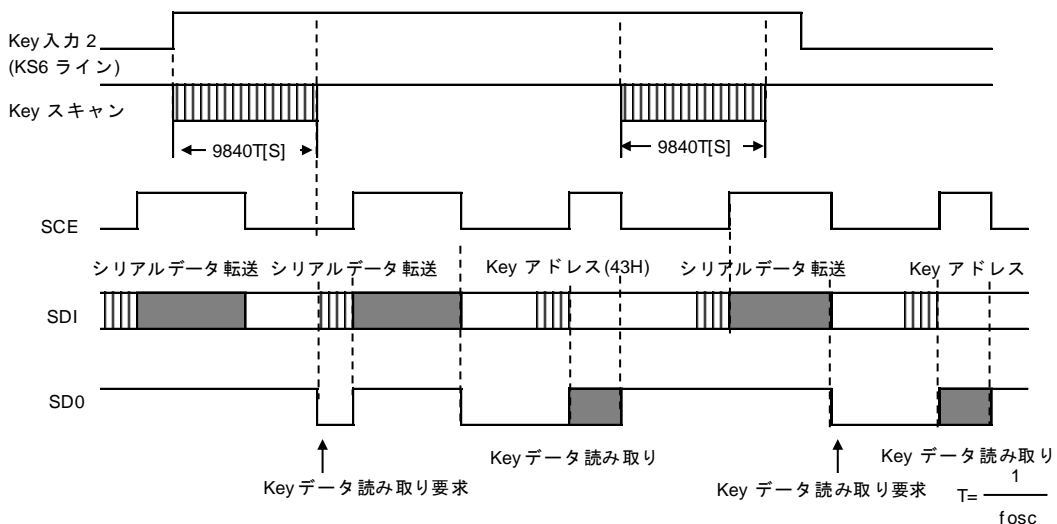 Key入力2
(KS6 ライン)
Key スキャン
9840T[S]
9840T[S]
SCE
シリアルデータ転送
シリアルデータ転送
Key アドレス(43H)
シリアルデータ転送
Key アドレス
SDI
SD0
Keyデータ読み取り要求
Keyデータ読み取り
Key データ読み取り要求
Key データ読み取り
T= 1
fosc